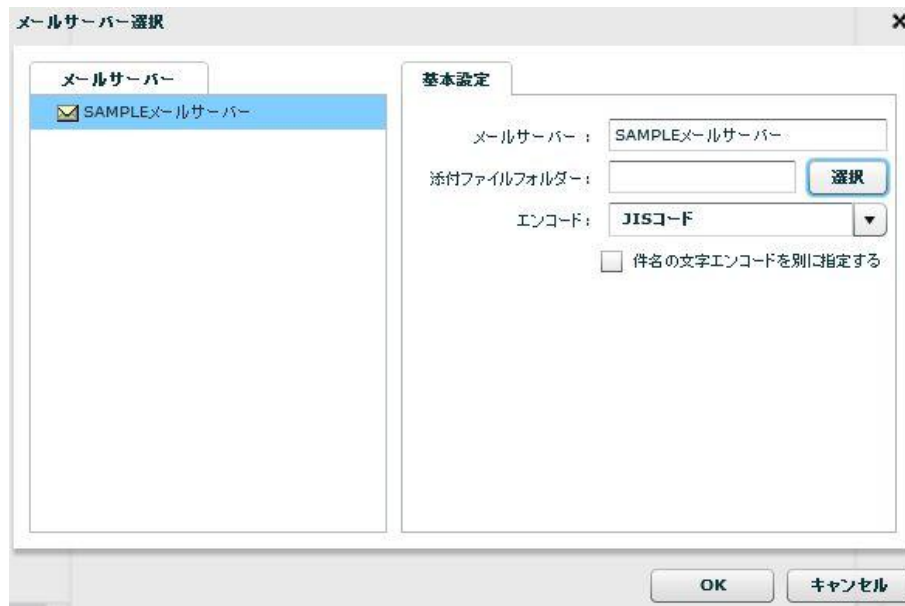 メールサーバー選択
メールサーバー
SAMPLEメールサーバー
基本設定
メールサーバー： SAMPLEメールサーバー
添付ファイルフォルダー： 選択
エンコード： JISコード
件名の文字エンコードを別に指定する
OK キャンセル